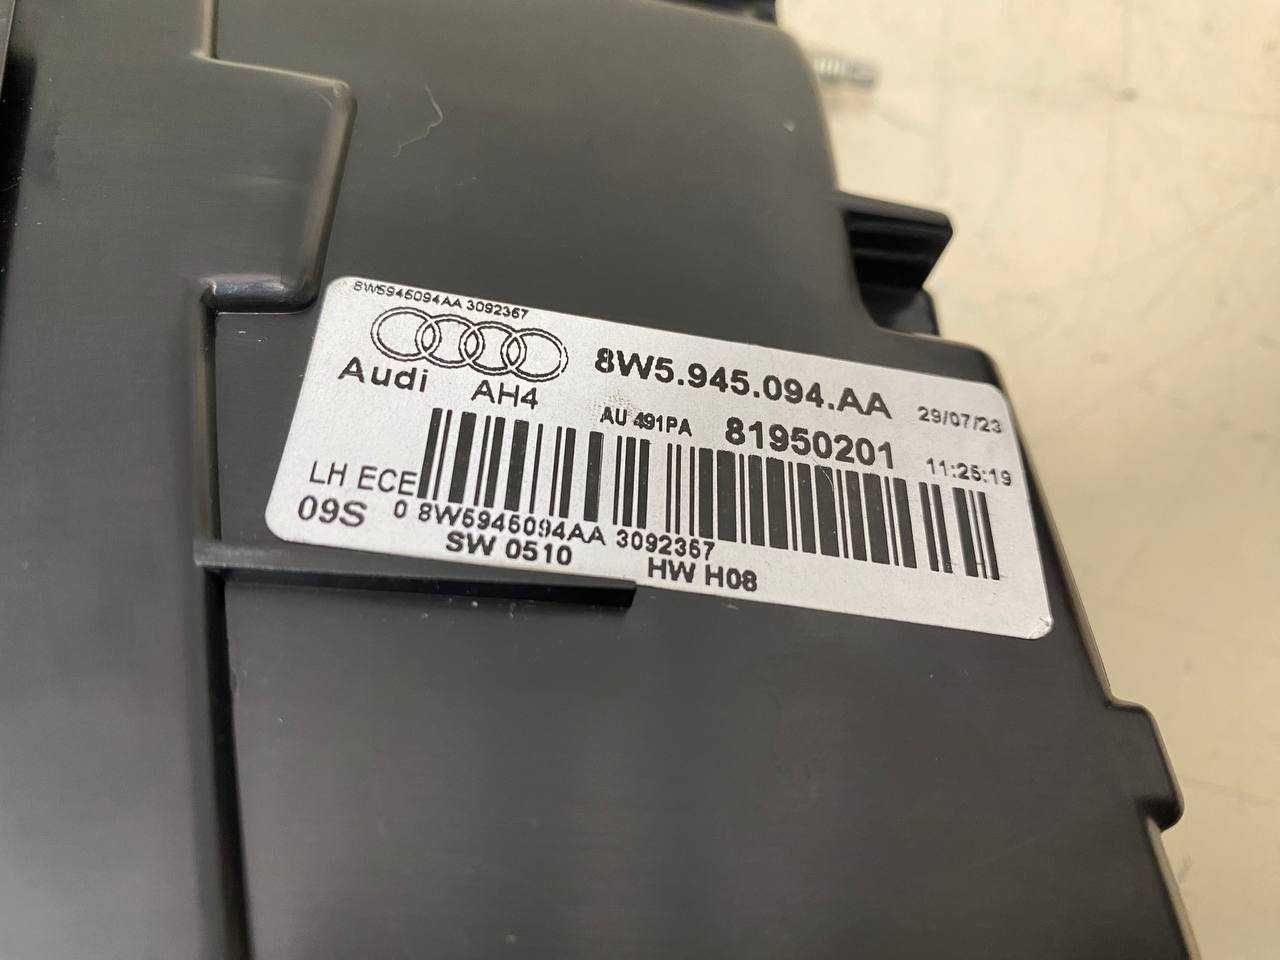 8W5945094AA 3092367
Audi
AH4
8W5.945.094.AA
29/07/23
AU 491PA
81950201
11:25:19
LH ECE
09S
0 8W5945094AA 3092367
SW 0510
HW H08